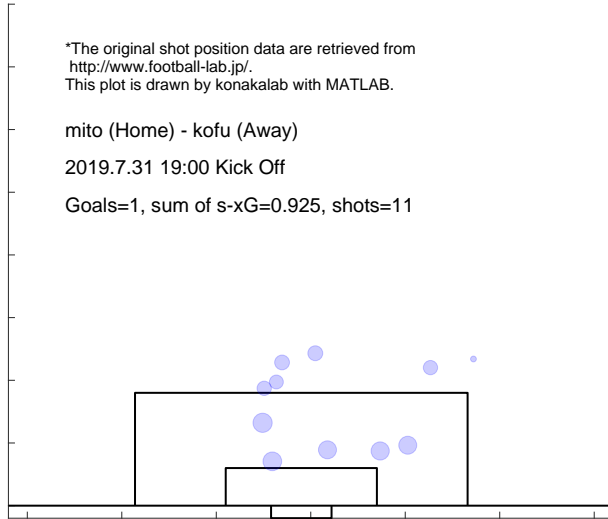 *The original shot position data are retrieved from
http://www.football-lab.jp/.
This plot is drawn by konakalab with MATLAB.
mito (Home) - kofu (Away)
2019.7.31 19:00 Kick Off
Goals=1, sum of s-xG=0.925, shots=11